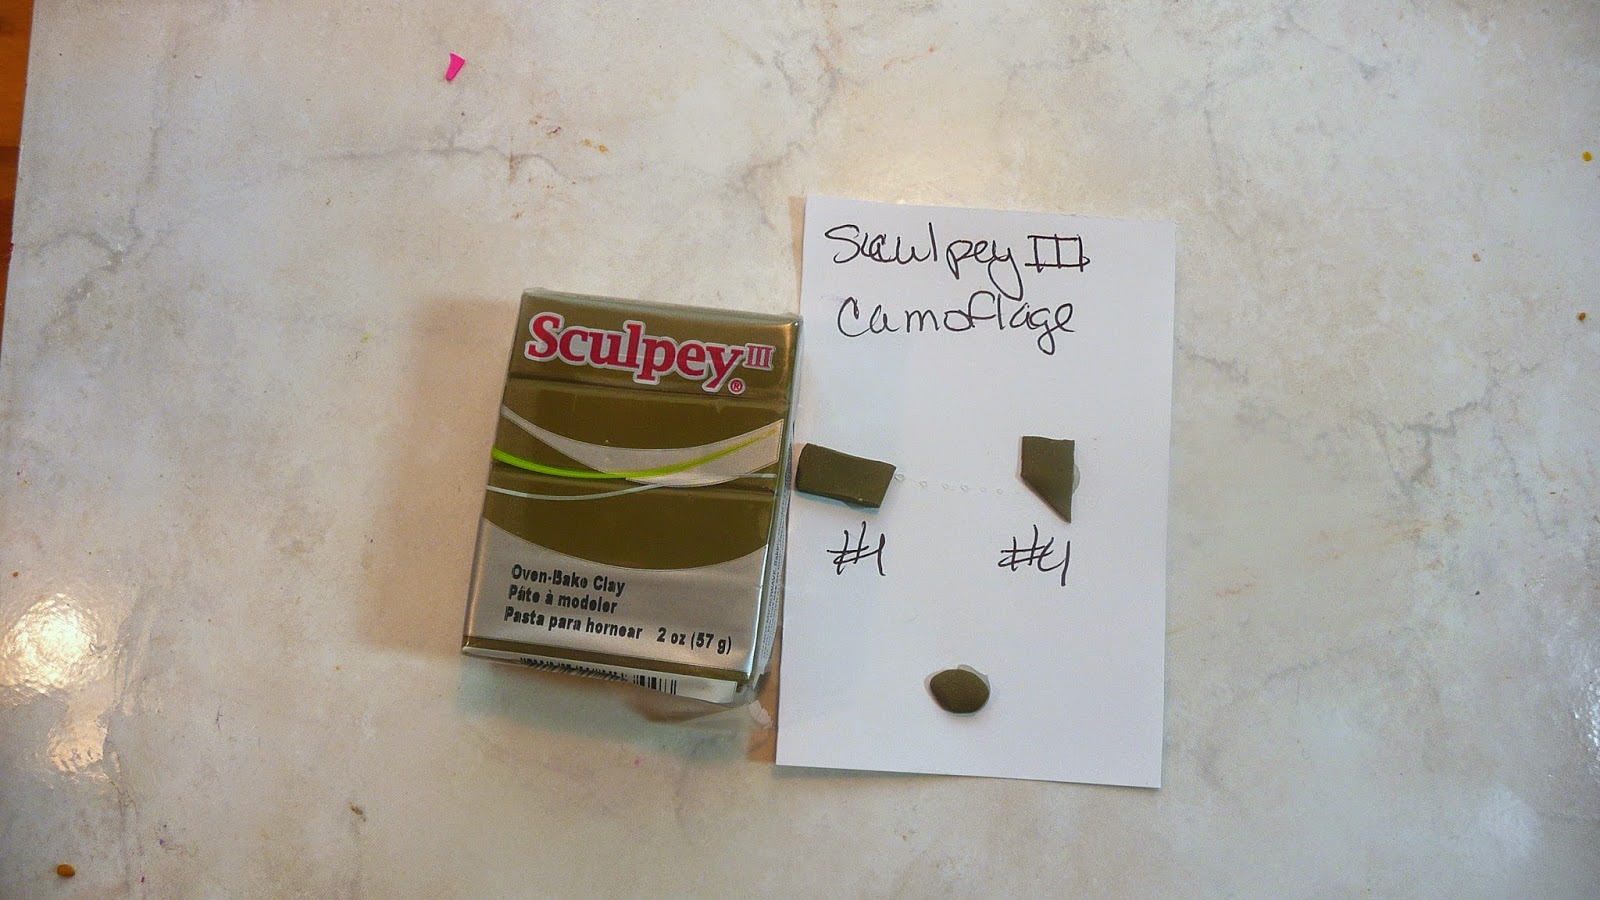 Sculpey III ®
Oven-Bake Clay
Pâte à modeler
Pasta para hornear 2 oz (57 g)
Sculpey III
Camoflage
#1 #4